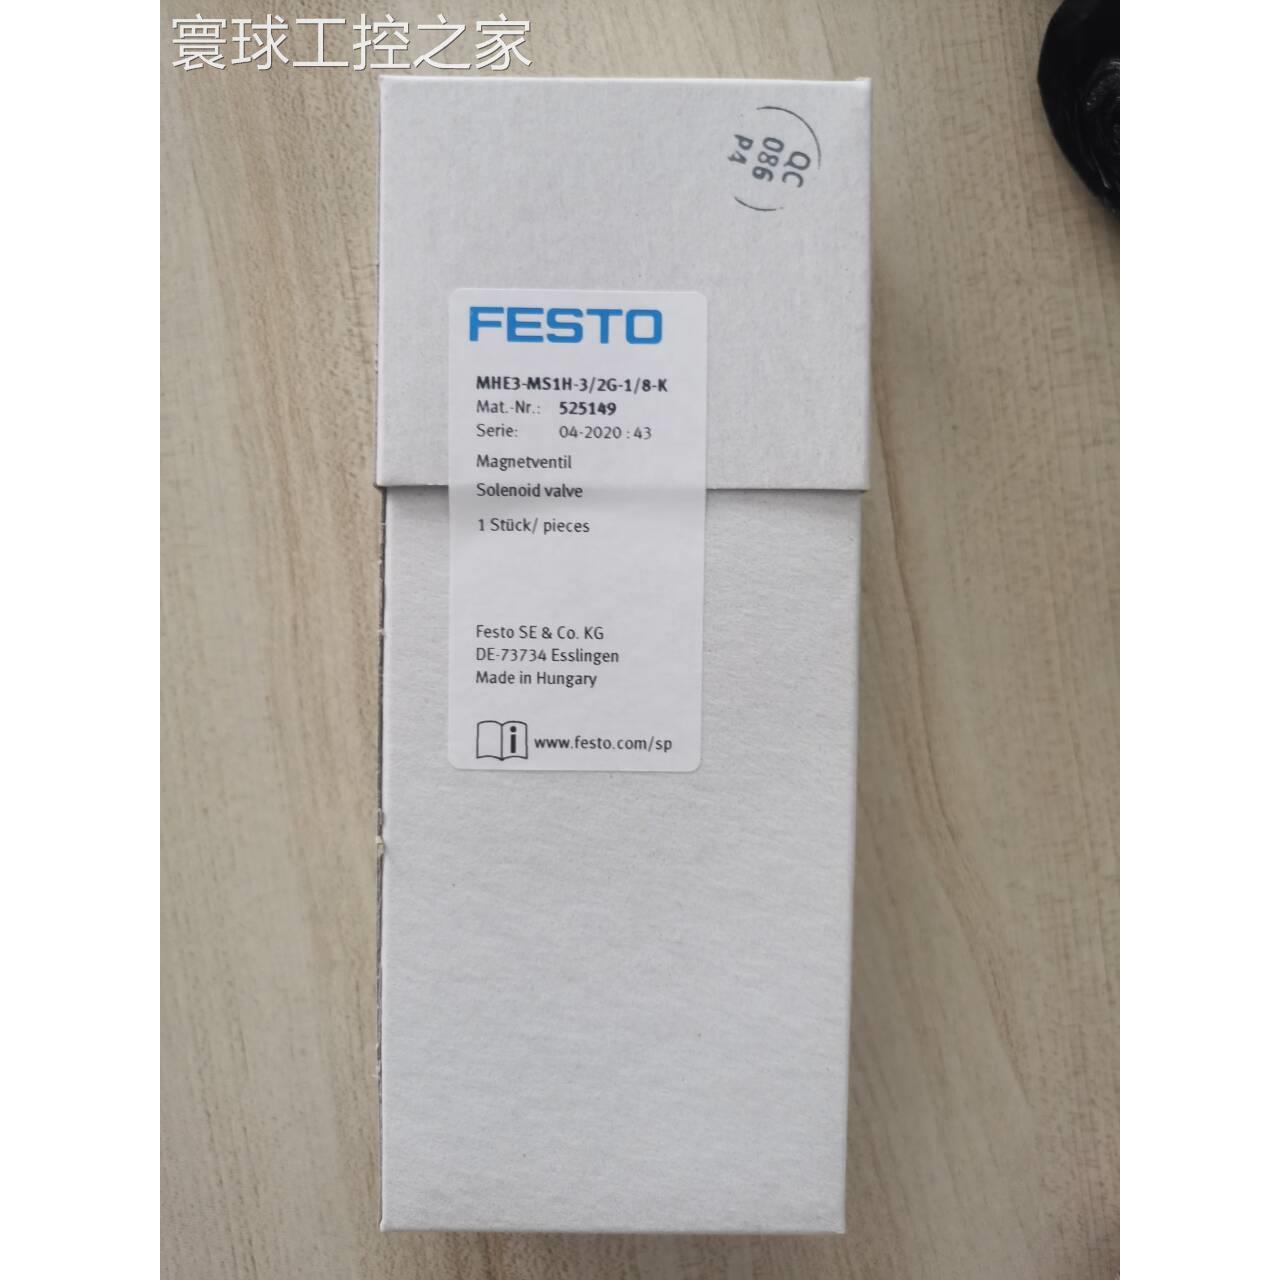 寰球工控之家
QC
086
P4
FESTO
MHE3-MS1H-3/2G-1/8-K
Mat.-Nr.: 525149
Serie: 04-2020 : 43
Magnetventil
Solenoid valve
1 Stück/ pieces
Festo SE & Co. KG
DE-73734 Esslingen
Made in Hungary
i www.festo.com/sp